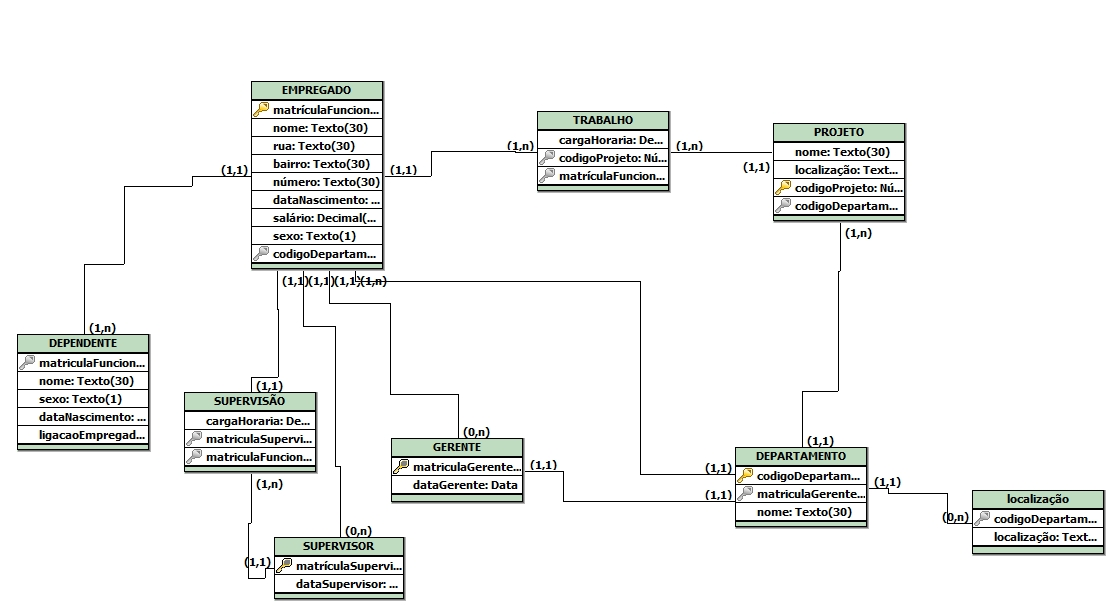 EMPREGADO
matrículaFuncion...
nome: Texto(30)
rua: Texto(30)
bairro: Texto(30)
número: Texto(30)
dataNascimento: ...
salário: Decimal(...
sexo: Texto(1)
codigoDepartam...
(1,1)
(1,1)
(1,1)
(1,1)
(1,1)
(1,n)
TRABALHO
cargaHoraria: De...
codigoProjeto: Nú...
matrículaFuncion...
(1,n)
(1,n)
PROJETO
nome: Texto(30)
localização: Text...
codigoProjeto: Nú...
codigoDepartam...
(1,1)
(1,n)
DEPENDENTE
matriculaFuncion...
nome: Texto(30)
sexo: Texto(1)
dataNascimento: ...
ligacaoEmpregad...
(1,n)
SUPERVISÃO
cargaHoraria: De...
matriculaSupervi...
matriculaFuncion...
(1,1)
(1,n)
GERENTE
matriculaGerente...
dataGerente: Data
(0,n)
(1,1)
DEPARTAMENTO
codigoDepartam...
matriculaGerente...
nome: Texto(30)
(1,1)
(1,1)
(1,1)
(1,1)
localização
codigoDepartam...
localização: Text...
(0,n)
SUPERVISOR
matrículaSupervi...
dataSupervisor: ...
(0,n)
(1,1)